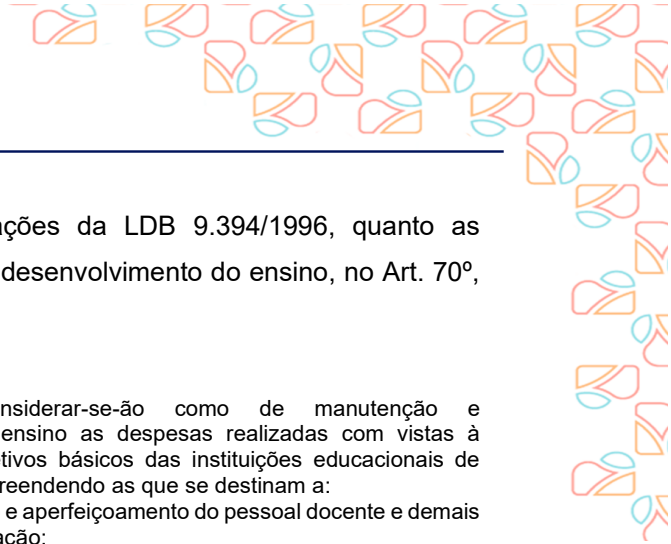 ações da LDB 9.394/1996, quanto as
desenvolvimento do ensino, no Art. 70º,
nsiderar-se-ão como de manutenção e
ensino as despesas realizadas com vistas à
etivos básicos das instituições educacionais de
reendendo as que se destinam a:
e aperfeiçoamento do pessoal docente e demais
ação;